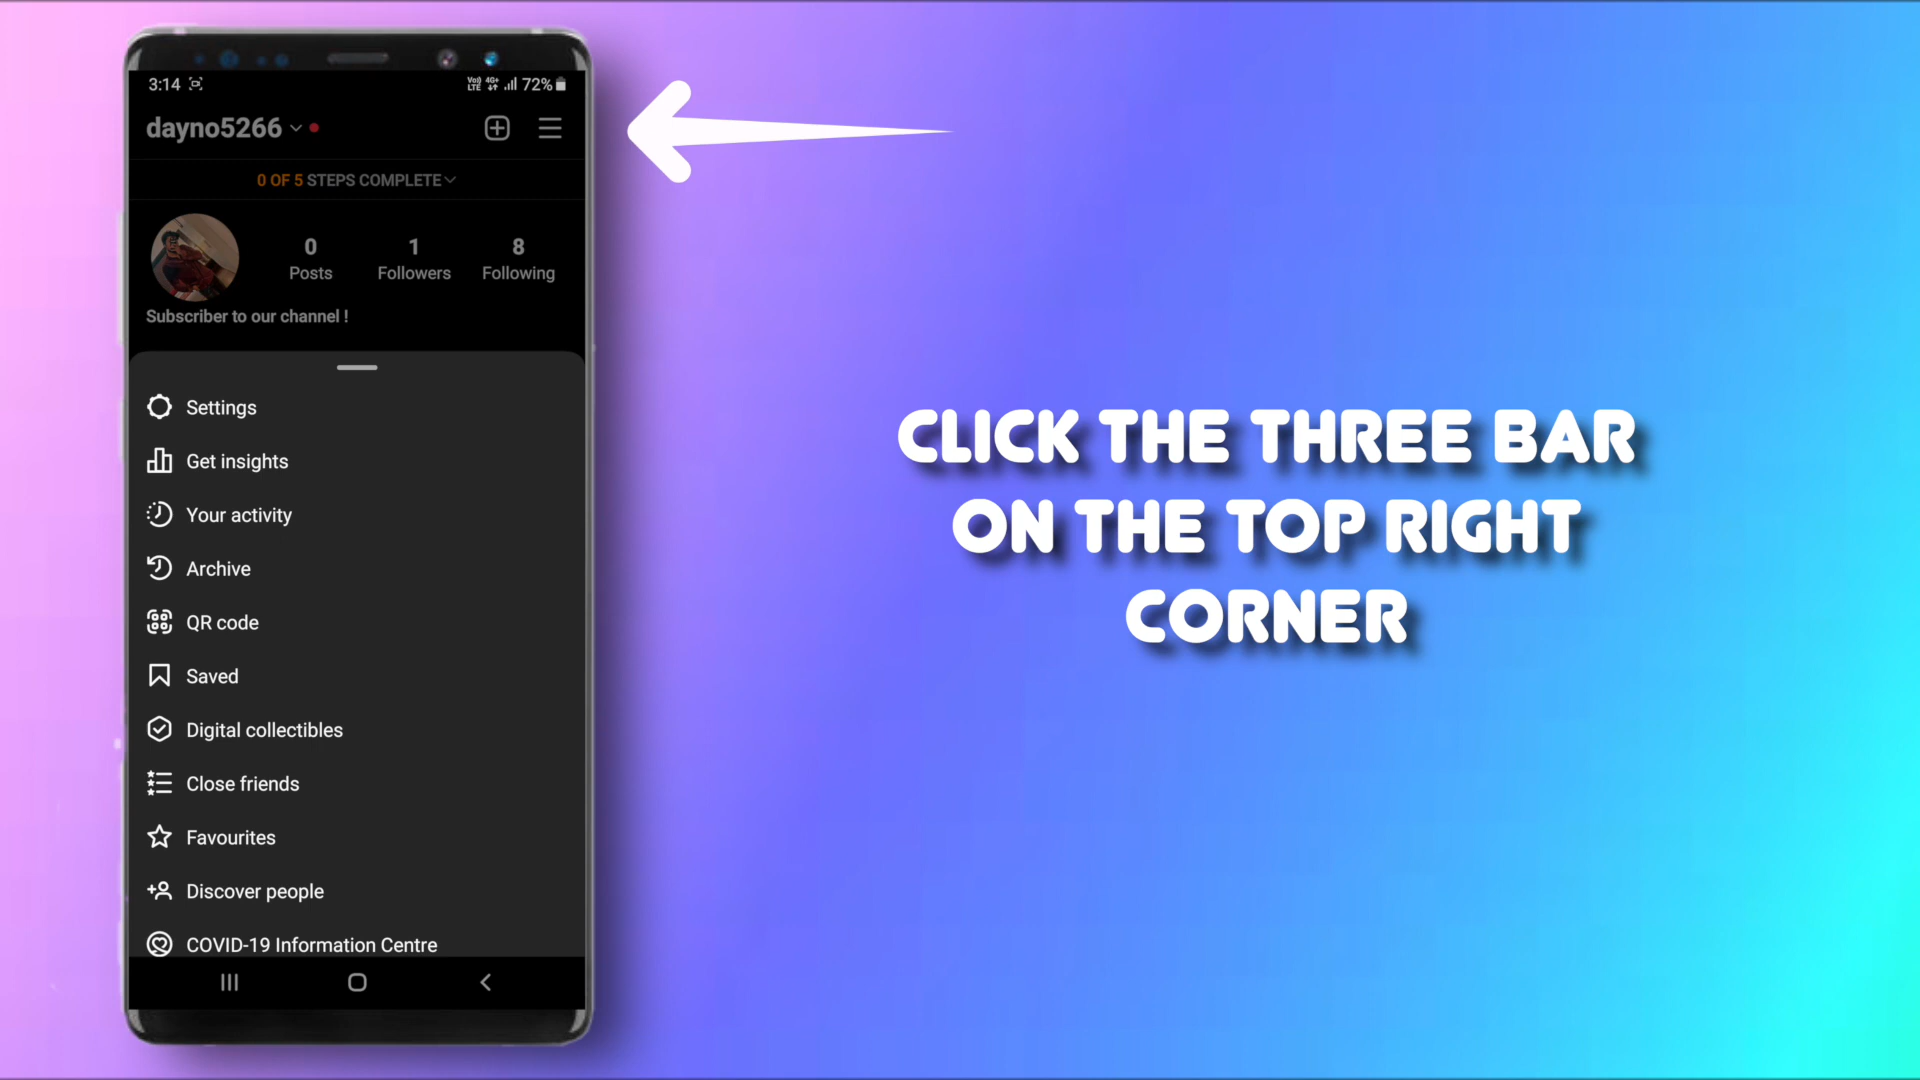 3:14 72%
dayno5266
0 OF 5 STEPS COMPLETE
0 1 8
Posts Followers Following
Subscriber to our channel !
Settings
Get insights
Your activity
Archive
QR code
Saved
Digital collectibles
Close friends
Favourites
Discover people
COVID-19 Information Centre
CLICK THE THREE BAR
ON THE TOP RIGHT
CORNER